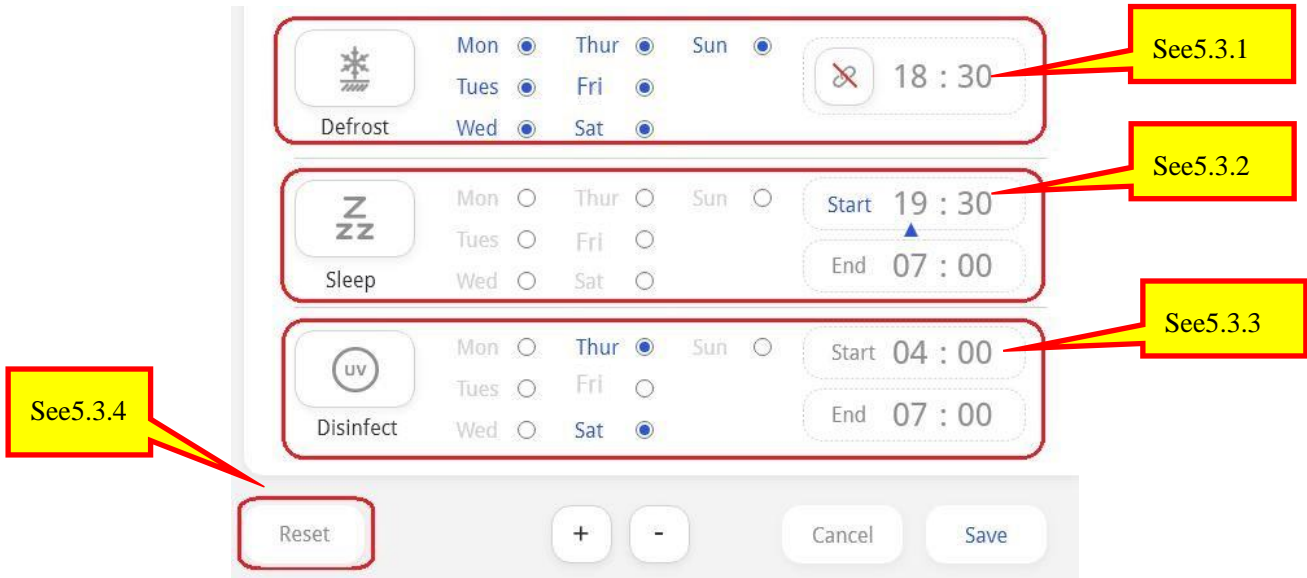 Mon Thur Sun
18 : 30
See5.3.1
Tues Fri
Defrost Wed Sat
See5.3.2
Z
ZZ
Mon Thur Sun
Start 19 : 30
Tues Fri
Sleep Wed Sat
End 07 : 00
See5.3.3
UV
Mon Thur Sun
Start 04 : 00
Tues Fri
See5.3.4
Disinfect Wed Sat
End 07 : 00
Reset + - Cancel Save